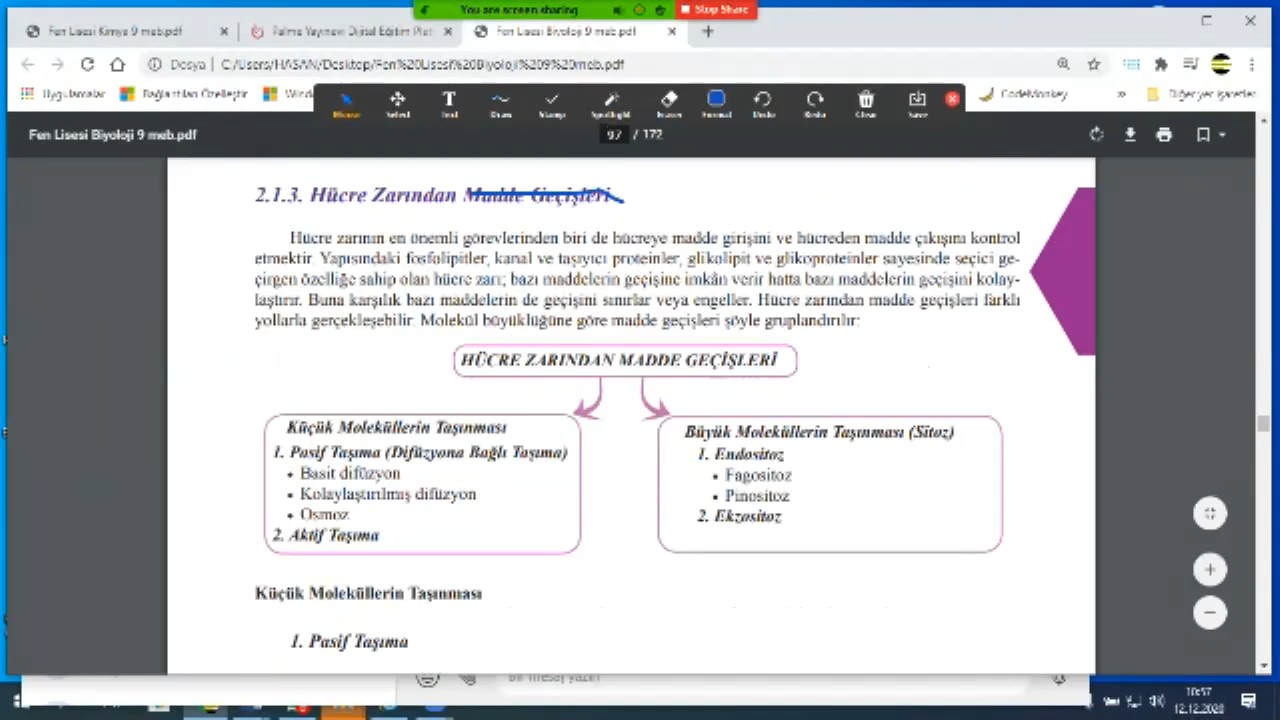 You are screen sharing
Stop Share
Fen Lisesi Kimya 9 meb.pdf
Palme Yayınevi Dijital Eğitim Plat
Fen Lisesi Biyoloji 9 meb.pdf
Dosya | C:/Users/HASAN/Desktop/Fen%20Lisesi%20Biyoloji%209%20meb.pdf
Uygulamalar
Bağlantıları Özelleştir
Wind
CodeMonkey
»
Diğer yer işaretleri
Mouse
Select
Text
Draw
Stamp
Spotlight
Eraser
Format
Undo
Redo
Clear
Save
Fen Lisesi Biyoloji 9 meb.pdf
97 / 172
2.1.3. Hücre Zarından Madde Geçişleri
Hücre zarının en önemli görevlerinden biri de hücreye madde girişini ve hücreden madde çıkışını kontrol
etmektir. Yapısındaki fosfolipitler, kanal ve taşıyıcı proteinler, glikolipit ve glikoproteinler sayesinde seçici ge-
çirgen özelliğe sahip olan hücre zarı; bazı maddelerin geçişine imkân verir hatta bazı maddelerin geçişini kolay-
laştırır. Buna karşılık bazı maddelerin de geçişini sınırlar veya engeller. Hücre zarından madde geçişleri farklı
yollarla gerçekleşebilir. Molekül büyüklüğüne göre madde geçişleri şöyle gruplandırılır:
HÜCRE ZARINDAN MADDE GEÇİŞLERİ
Küçük Moleküllerin Taşınması
1. Pasif Taşıma (Difüzyona Bağlı Taşıma)
• Basit difüzyon
• Kolaylaştırılmış difüzyon
• Osmoz
2. Aktif Taşıma
Büyük Moleküllerin Taşınması (Sitoz)
1. Endositoz
• Fagositoz
• Pinositoz
2. Ekzositoz
Küçük Moleküllerin Taşınması
1. Pasif Taşıma
Bir mesaj yazın
10:57
12.12.2020